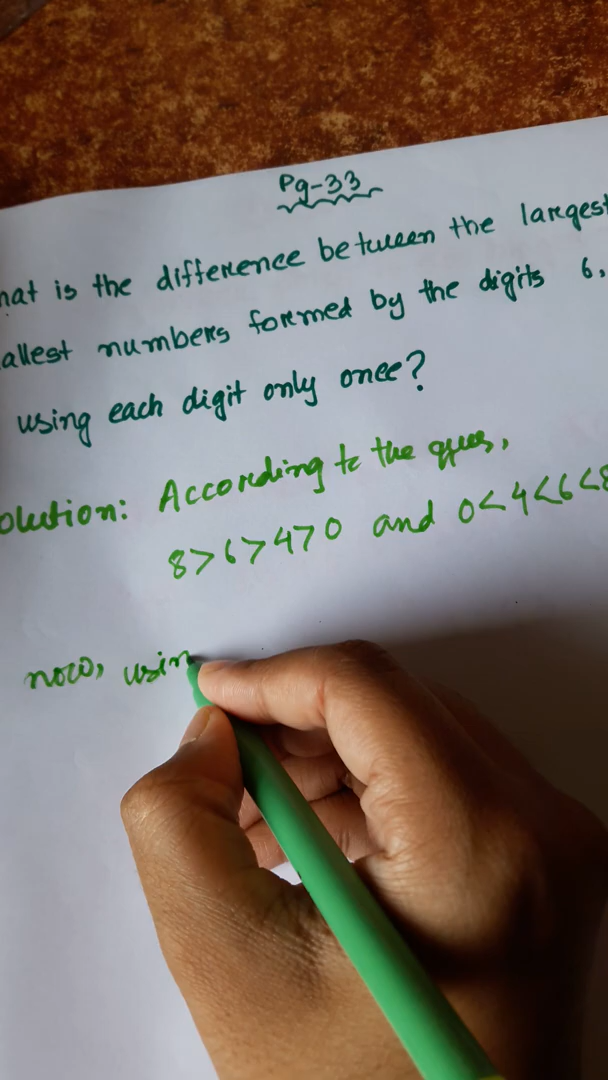 Pg-33
hat is the difference between the largest
allest numbers formed by the digits 6,
using each digit only once?
olution: According to the ques,
8>6>4>0 and 0<4<6<8
now, usin